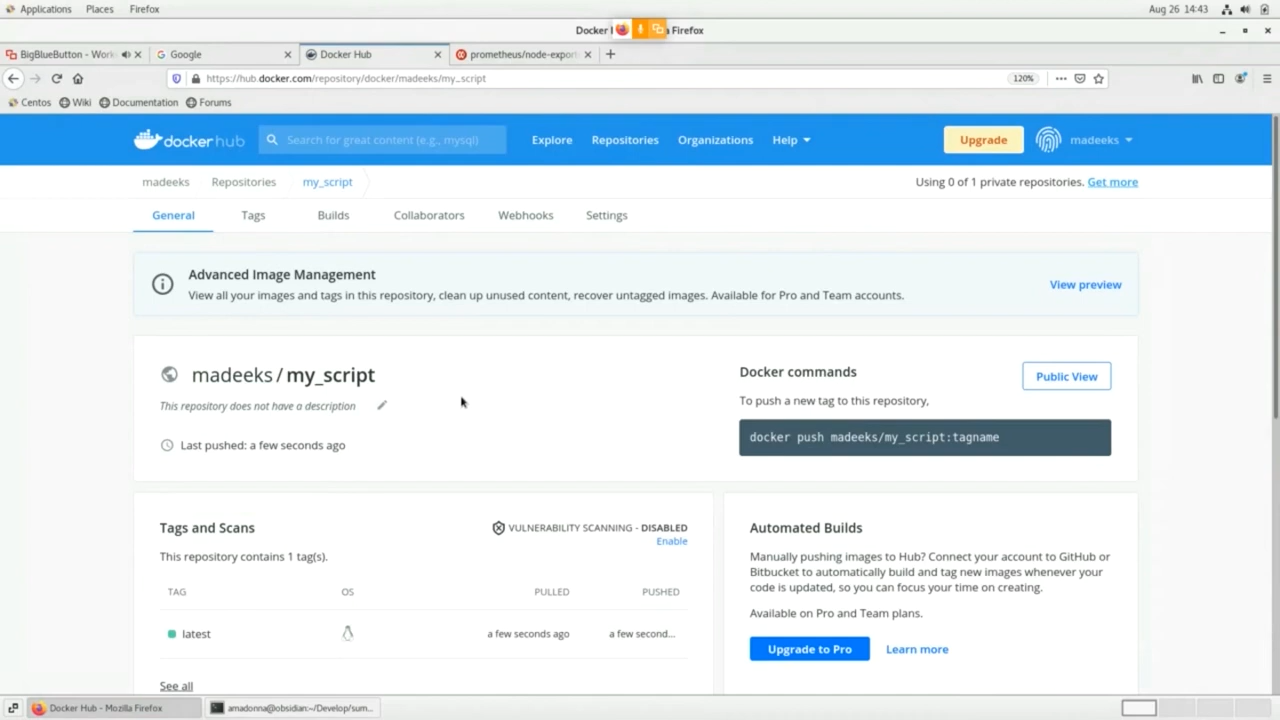 Applications Places Firefox Aug 26 14:43
Docker Firefox
BigBlueButton - Work Google Docker Hub prometheus/node-export
https://hub.docker.com/repository/docker/madeeks/my_script 120%
Centos Wiki Documentation Forums
docker hub Search for great content (e.g., mysql) Explore Repositories Organizations Help Upgrade madeeks
madeeks Repositories my_script Using 0 of 1 private repositories. Get more
General Tags Builds Collaborators Webhooks Settings
Advanced Image Management
View all your images and tags in this repository, clean up unused content, recover untagged images. Available for Pro and Team accounts.
View preview
madeeks / my_script
This repository does not have a description
Last pushed: a few seconds ago
Docker commands
Public View
To push a new tag to this repository,
docker push madeeks/my_script:tagname
Tags and Scans
VULNERABILITY SCANNING - DISABLED
Enable
This repository contains 1 tag(s).
TAG OS PULLED PUSHED
latest a few seconds ago a few second...
See all
Automated Builds
Manually pushing images to Hub? Connect your account to GitHub or
Bitbucket to automatically build and tag new images whenever your
code is updated, so you can focus your time on creating.
Available on Pro and Team plans.
Upgrade to Pro Learn more
Docker Hub - Mozilla Firefox amadonna@obsidian:~/Develop/sum...